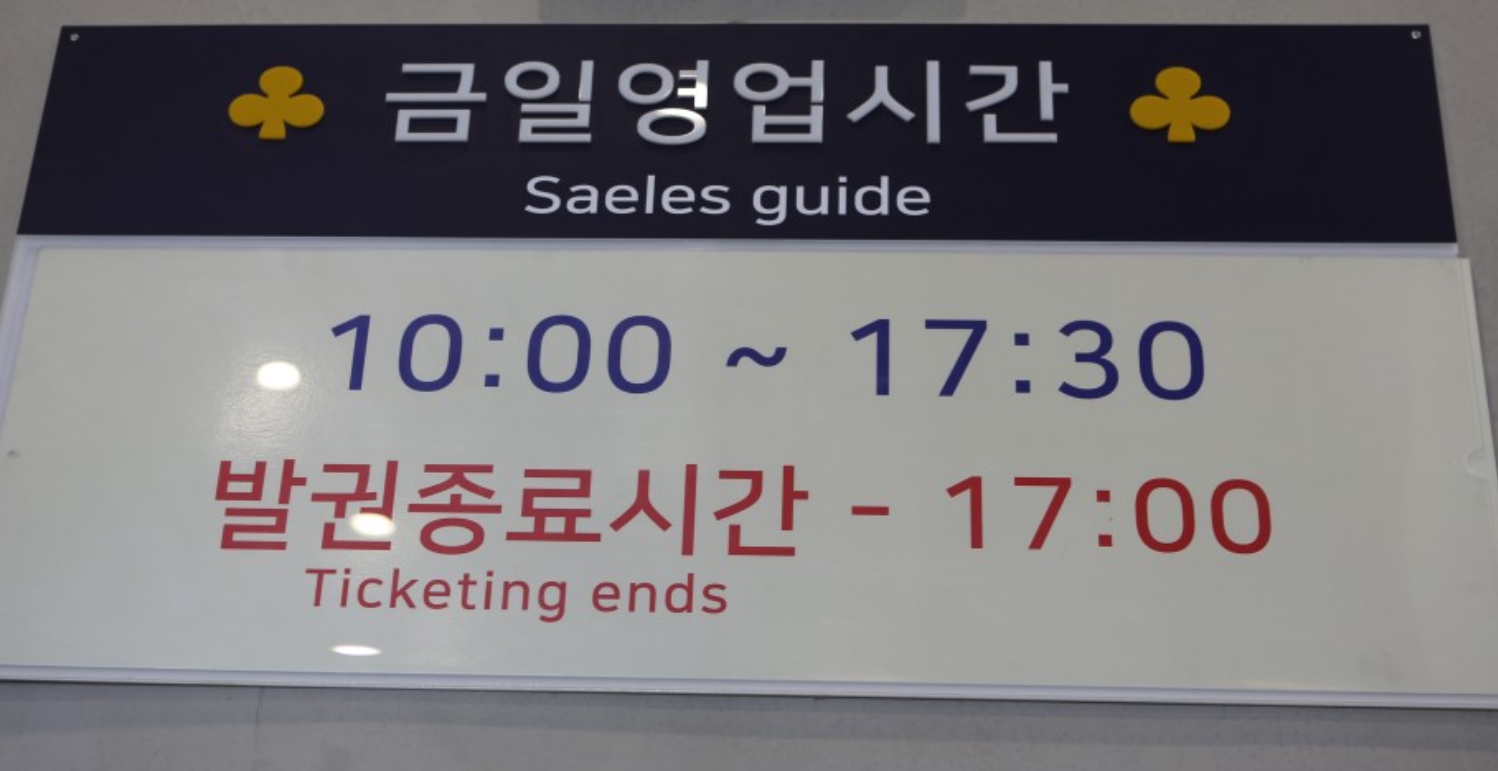 금일영업시간
Saeles guide
10:00 ~ 17:30
발권종료시간 - 17:00
Ticketing ends